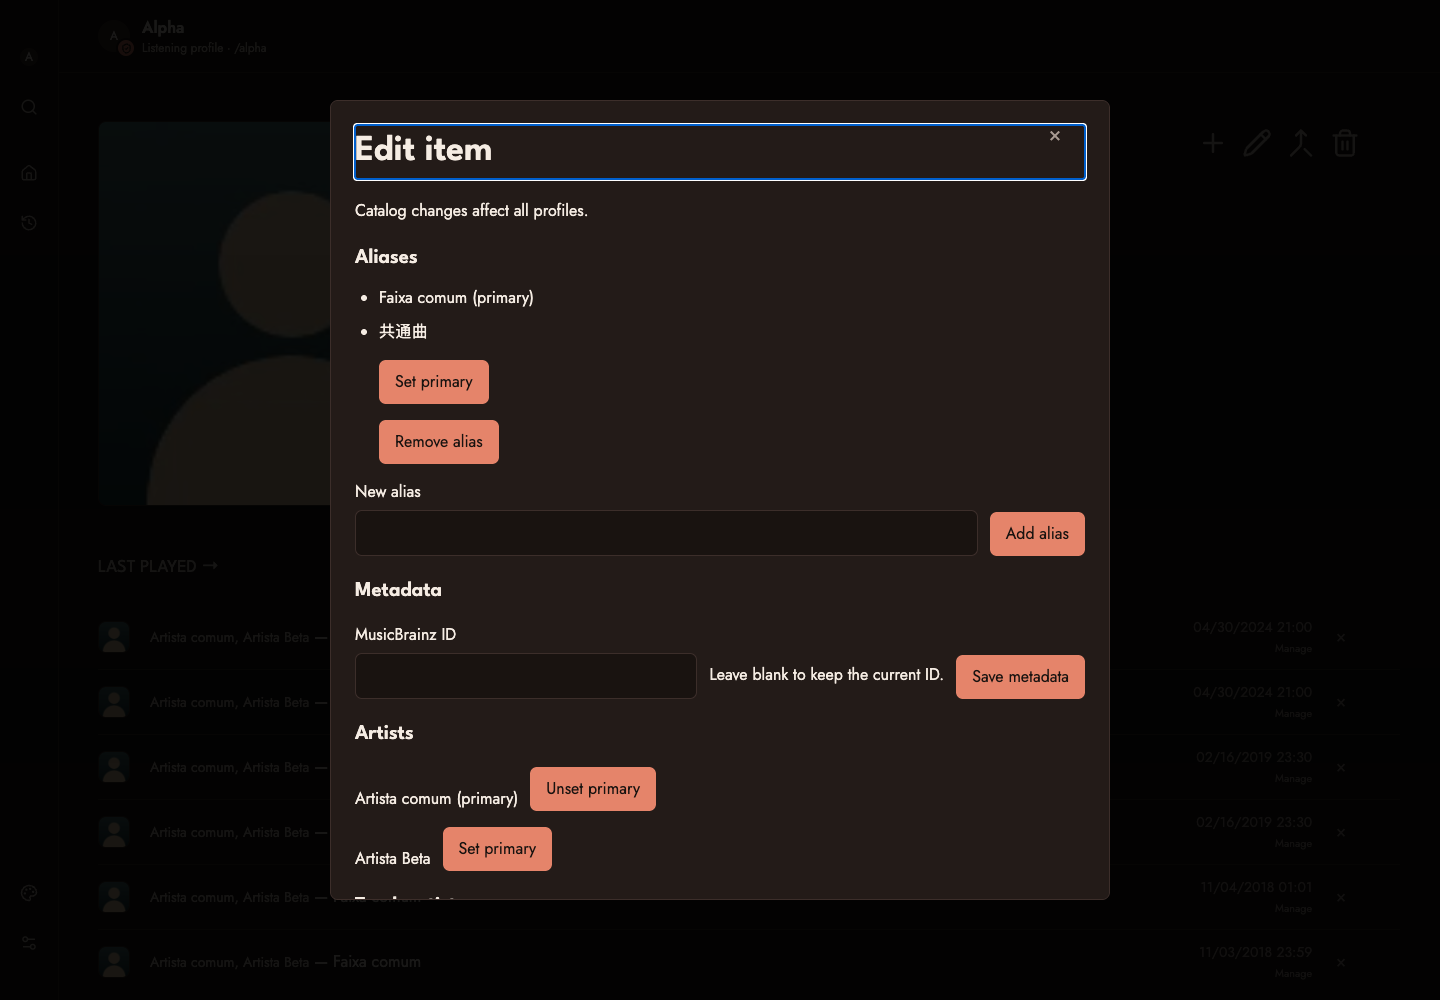 A
Alpha
Listening profile · /alpha
A
Edit item
×
Catalog changes affect all profiles.
Aliases
• Faixa comum (primary)
• 共通曲
Set primary
Remove alias
New alias
Add alias
LAST PLAYED →
Metadata
MusicBrainz ID
Leave blank to keep the current ID.
Save metadata
Artists
Artista comum (primary)
Unset primary
Artista Beta
Set primary
Artista comum, Artista Beta —
04/30/2024 21:00
Manage
×
Artista comum, Artista Beta —
04/30/2024 21:00
Manage
×
Artista comum, Artista Beta —
02/16/2019 23:30
Manage
×
Artista comum, Artista Beta —
02/16/2019 23:30
Manage
×
Artista comum, Artista Beta —
11/04/2018 01:01
Manage
×
Artista comum, Artista Beta — Faixa comum
11/03/2018 23:59
Manage
×